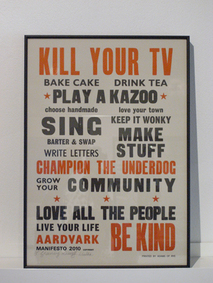 KILL YOUR TV
BAKE CAKE DRINK TEA
★ PLAY A KAZOO ★
choose handmade love your town
SING KEEP IT WONKY
BARTER & SWAP MAKE
WRITE LETTERS STUFF
CHAMPION THE UNDERDOG
GROW YOUR COMMUNITY
LOVE ALL THE PEOPLE
LIVE YOUR LIFE BE KIND
AARDVARK
MANIFESTO 2010